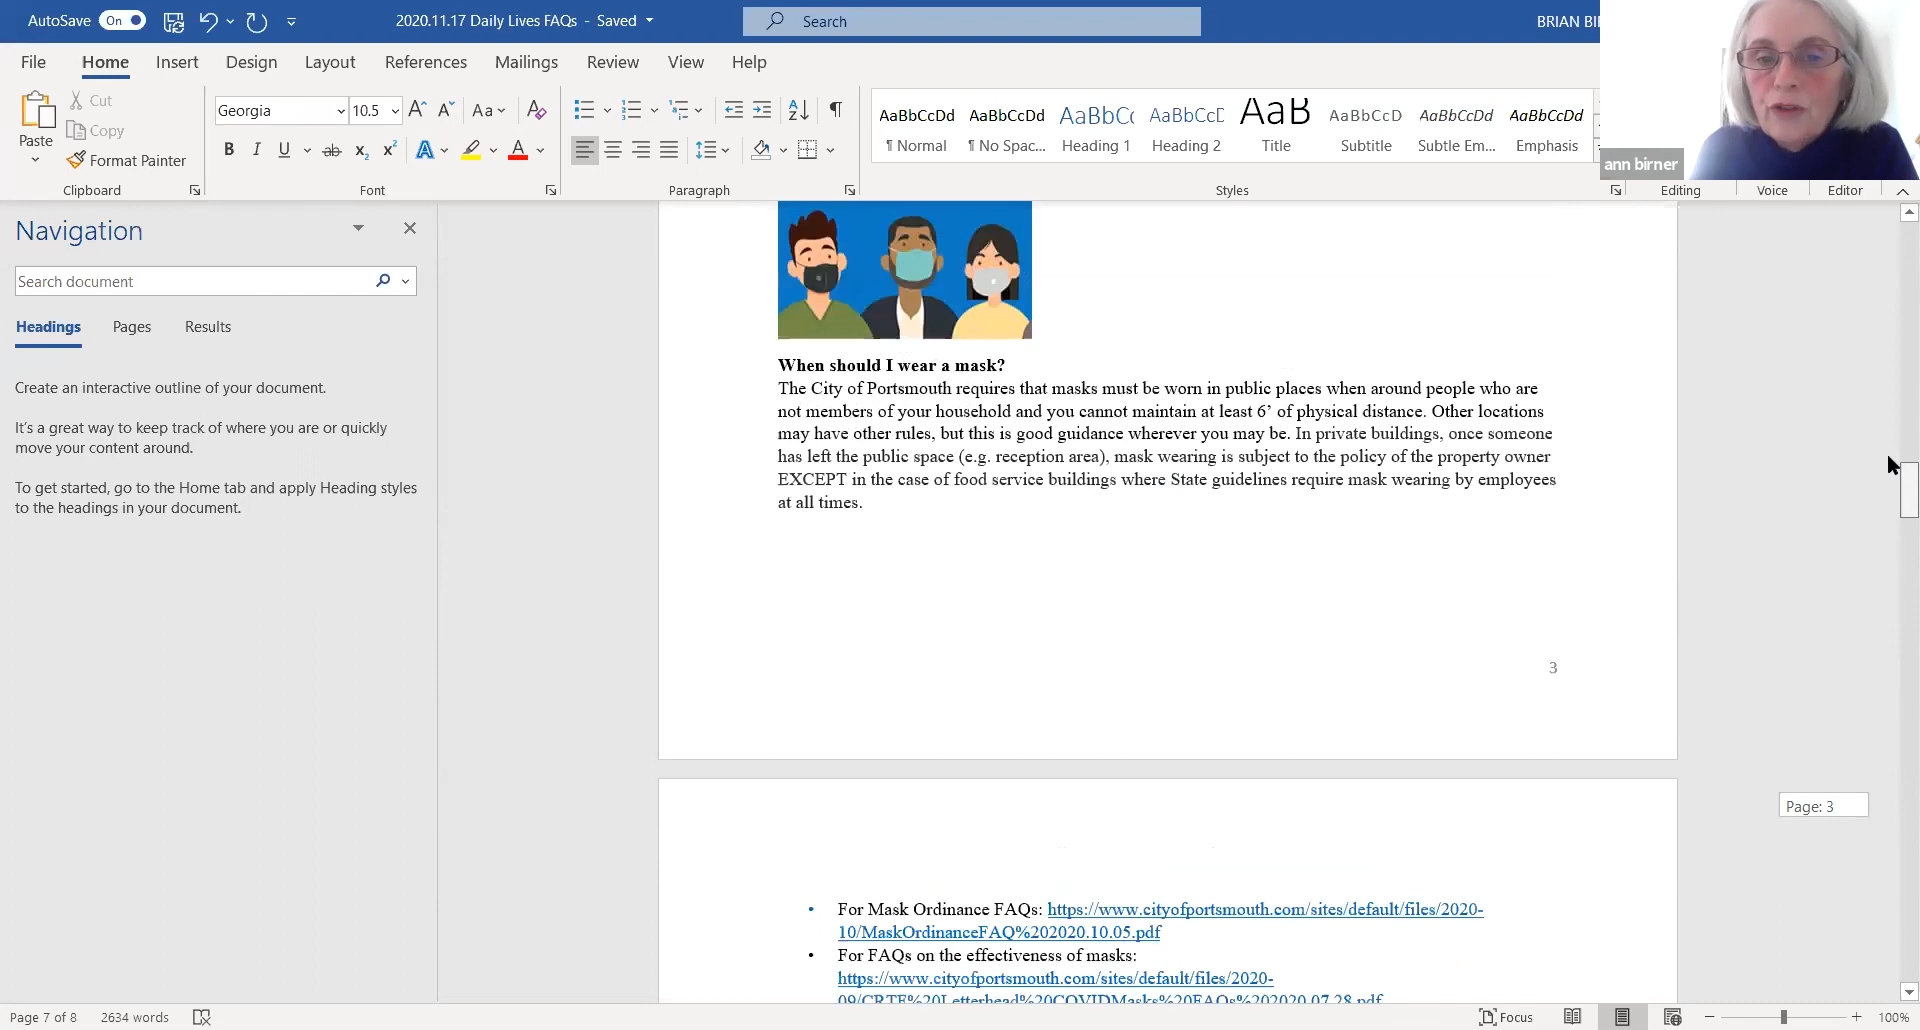 AutoSave On 2020.11.17 Daily Lives FAQs - Saved Search BRIAN BI
File Home Insert Design Layout References Mailings Review View Help
Paste
Cut
Copy
Format Painter
Clipboard
Georgia 10.5
Font
Paragraph
AaBbCcDd AaBbCcDd AaBbCc AaBbCcD AaB AaBbCcD AaBbCcDd AaBbCcDd
¶ Normal ¶ No Spac... Heading 1 Heading 2 Title Subtitle Subtle Em... Emphasis
Styles
Editing Voice Editor
ann birner
Navigation
Search document
Headings Pages Results
Create an interactive outline of your document.
It's a great way to keep track of where you are or quickly
move your content around.
To get started, go to the Home tab and apply Heading styles
to the headings in your document.
When should I wear a mask?
The City of Portsmouth requires that masks must be worn in public places when around people who are
not members of your household and you cannot maintain at least 6’ of physical distance. Other locations
may have other rules, but this is good guidance wherever you may be. In private buildings, once someone
has left the public space (e.g. reception area), mask wearing is subject to the policy of the property owner
EXCEPT in the case of food service buildings where State guidelines require mask wearing by employees
at all times.
3
Page: 3
• For Mask Ordinance FAQs: https://www.cityofportsmouth.com/sites/default/files/2020-
10/MaskOrdinanceFAQ%202020.10.05.pdf
• For FAQs on the effectiveness of masks:
https://www.cityofportsmouth.com/sites/default/files/2020-
09/CRTF%20Letterhead%20COVIDMasks%20FAQs%202020.07.28.pdf
Page 7 of 8 2634 words Focus 100%